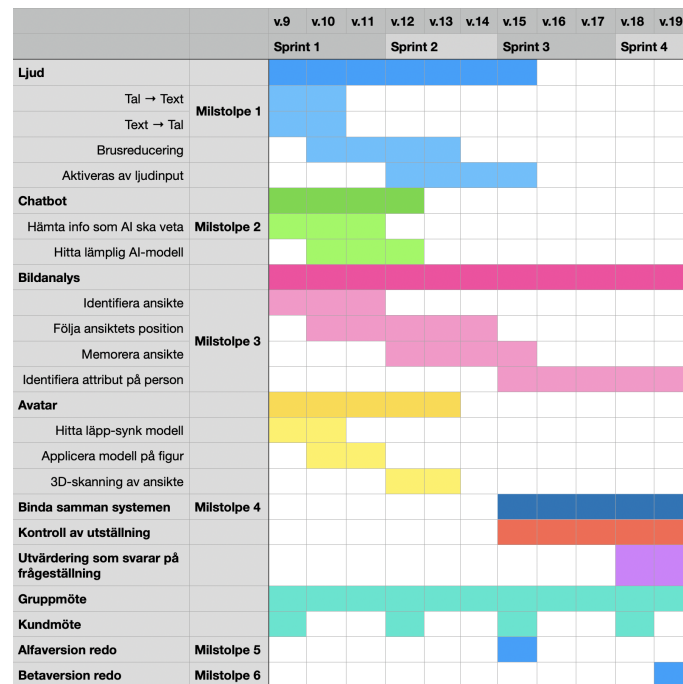 v.9 v.10 v.11 v.12 v.13 v.14 v.15 v.16 v.17 v.18 v.19
Sprint 1 Sprint 2 Sprint 3 Sprint 4
Ljud
Tal → Text
Milstolpe 1
Text → Tal
Brusreducering
Aktiveras av ljudinput
Chatbot
Hämta info som AI ska veta Milstolpe 2
Hitta lämplig AI-modell
Bildanalys
Identifiera ansikte
Följa ansiktets position
Milstolpe 3
Memorera ansikte
Identifiera attribut på person
Avatar
Hitta läpp-synk modell
Applicera modell på figur
3D-skanning av ansikte
Binda samman systemen Milstolpe 4
Kontroll av utställning
Utvärdering som svarar på
frågeställning
Gruppmöte
Kundmöte
Alfaversion redo Milstolpe 5
Betaversion redo Milstolpe 6